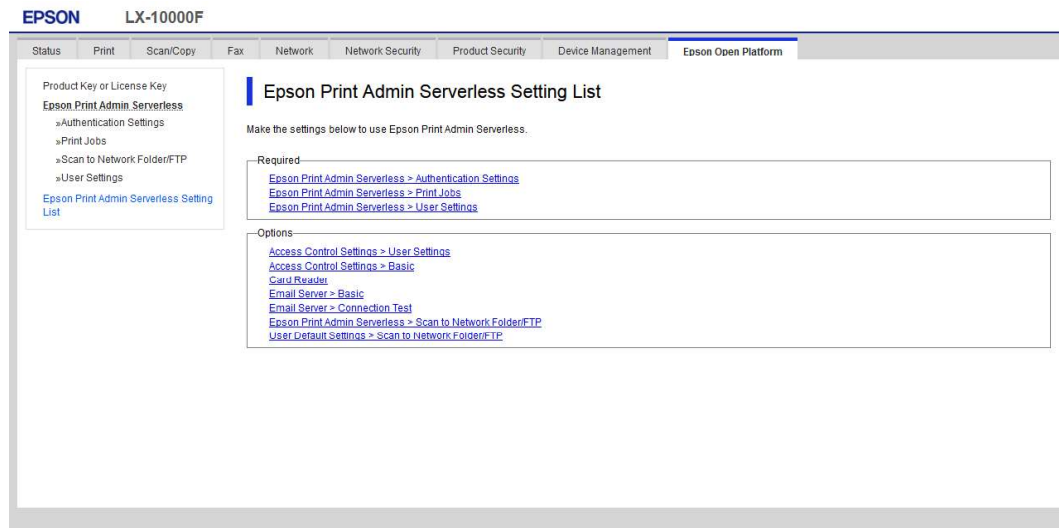 EPSON LX-10000F
Status Print Scan/Copy Fax Network Network Security Product Security Device Management Epson Open Platform
Product Key or License Key
Epson Print Admin Serverless
»Authentication Settings
»Print Jobs
»Scan to Network Folder/FTP
»User Settings
Epson Print Admin Serverless Setting
List
Epson Print Admin Serverless Setting List
Make the settings below to use Epson Print Admin Serverless.
Required
Epson Print Admin Serverless > Authentication Settings
Epson Print Admin Serverless > Print Jobs
Epson Print Admin Serverless > User Settings
Options
Access Control Settings > User Settings
Access Control Settings > Basic
Card Reader
Email Server > Basic
Email Server > Connection Test
Epson Print Admin Serverless > Scan to Network Folder/FTP
User Default Settings > Scan to Network Folder/FTP